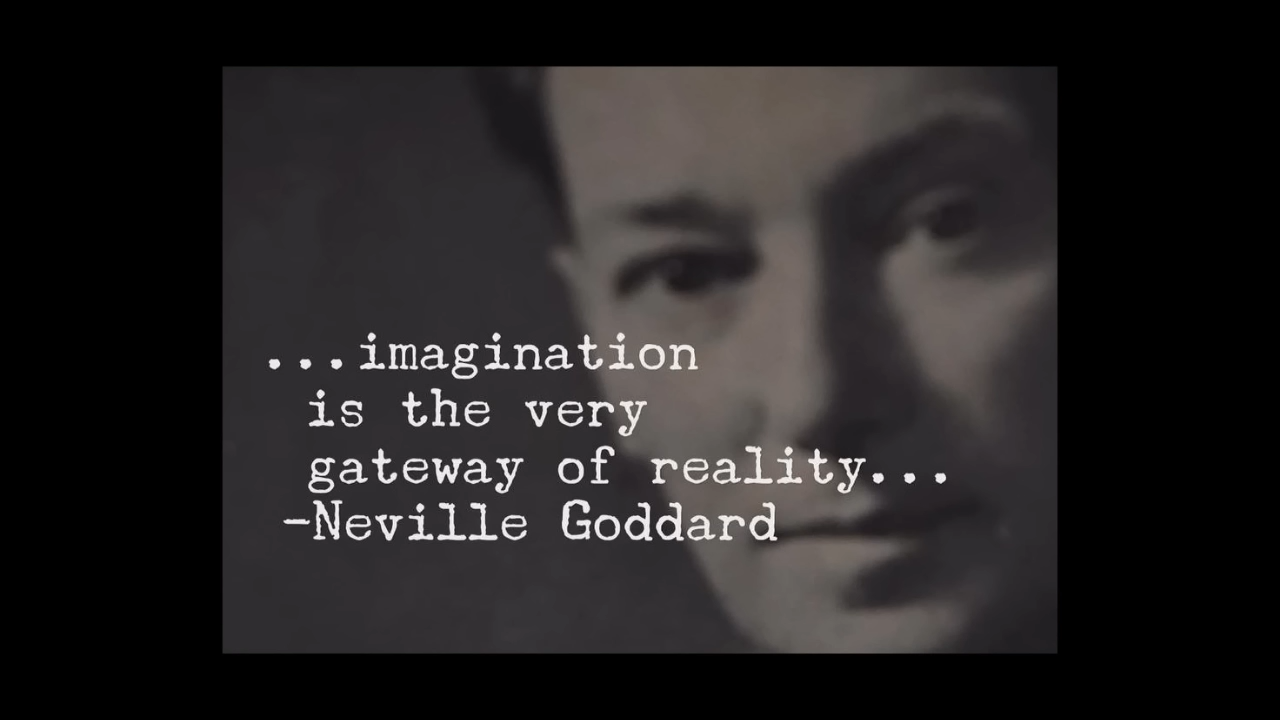 ...imagination
is the very
gateway of reality...
-Neville Goddard